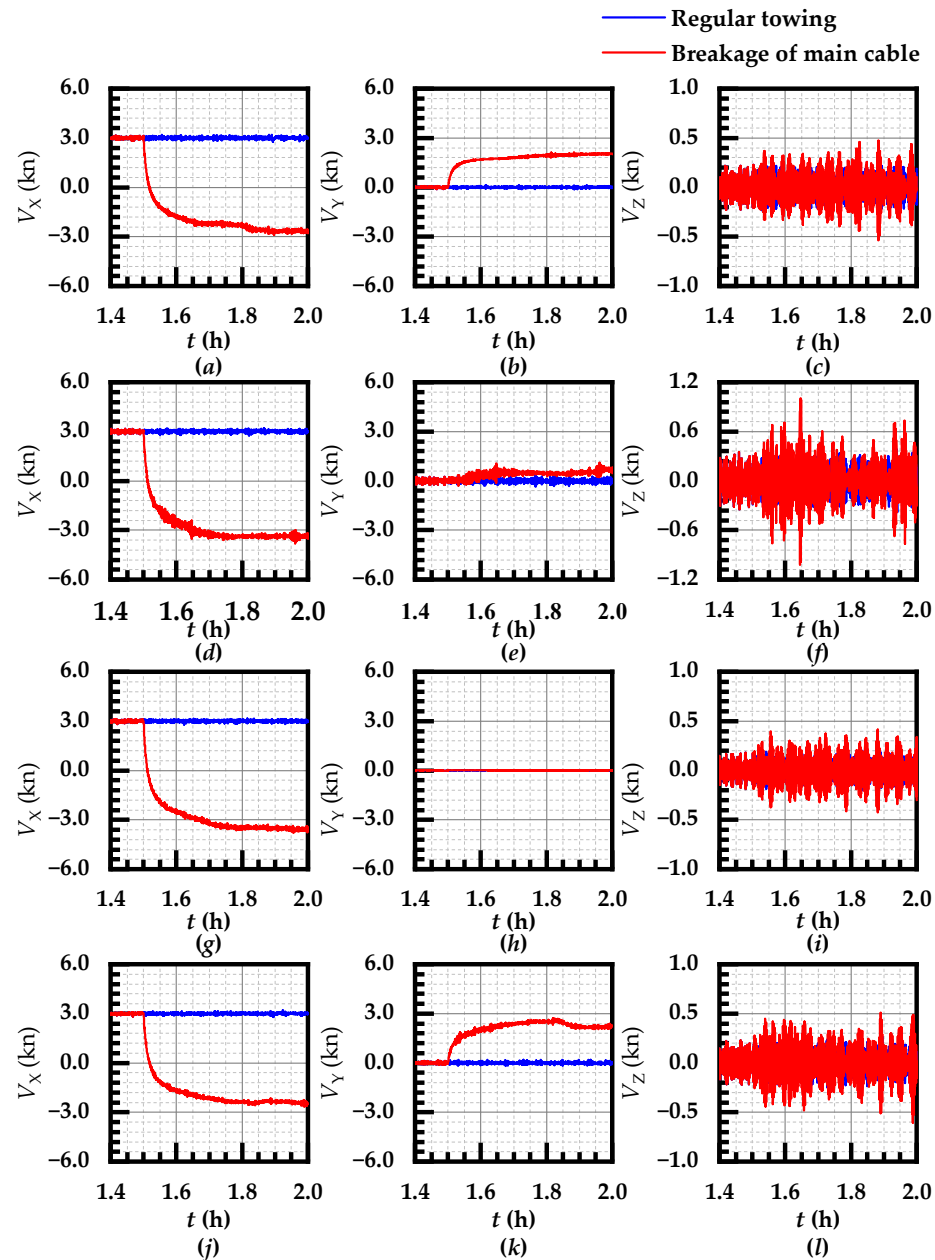 Regular towing
Breakage of main cable
6.0 6.0 1.0
3.0 3.0 0.5
0.0 0.0 0.0
−3.0 −3.0 −0.5
−6.0 −6.0 −1.0
V_X (kn) V_Y (kn) V_Z (kn)
1.4 1.6 1.8 2.0 1.4 1.6 1.8 2.0 1.4 1.6 1.8 2.0
t (h) t (h) t (h)
(a) (b) (c)
6.0 6.0 1.2
3.0 3.0 0.6
0.0 0.0 0.0
−3.0 −3.0 −0.6
−6.0 −6.0 −1.2
V_X (kn) V_Y (kn) V_Z (kn)
1.4 1.6 1.8 2.0 1.4 1.6 1.8 2.0 1.4 1.6 1.8 2.0
t (h) t (h) t (h)
(d) (e) (f)
6.0 6.0 1.0
3.0 3.0 0.5
0.0 0.0 0.0
−3.0 −3.0 −0.5
−6.0 −6.0 −1.0
V_X (kn) V_Y (kn) V_Z (kn)
1.4 1.6 1.8 2.0 1.4 1.6 1.8 2.0 1.4 1.6 1.8 2.0
t (h) t (h) t (h)
(g) (h) (i)
6.0 6.0 1.0
3.0 3.0 0.5
0.0 0.0 0.0
−3.0 −3.0 −0.5
−6.0 −6.0 −1.0
V_X (kn) V_Y (kn) V_Z (kn)
1.4 1.6 1.8 2.0 1.4 1.6 1.8 2.0 1.4 1.6 1.8 2.0
t (h) t (h) t (h)
(j) (k) (l)